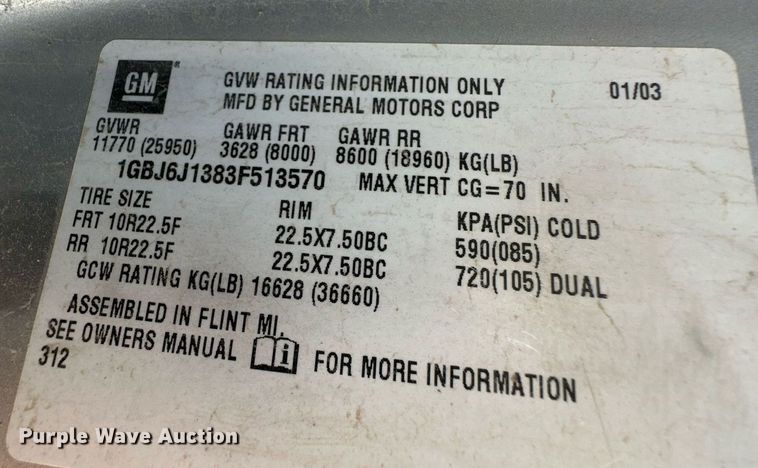 GM
GVW RATING INFORMATION ONLY 01/03
MFD BY GENERAL MOTORS CORP
GVWR GAWR FRT GAWR RR
11770 (25950) 3628 (8000) 8600 (18960) KG(LB)
1GBJ6J1383F513570 MAX VERT CG=70 IN.
TIRE SIZE RIM KPA(PSI) COLD
FRT 10R22.5F 22.5X7.50BC 590(085)
RR 10R22.5F 22.5X7.50BC 720(105) DUAL
GCW RATING KG(LB) 16628 (36660)
ASSEMBLED IN FLINT MI.
SEE OWNERS MANUAL i FOR MORE INFORMATION
312
Purple Wave Auction